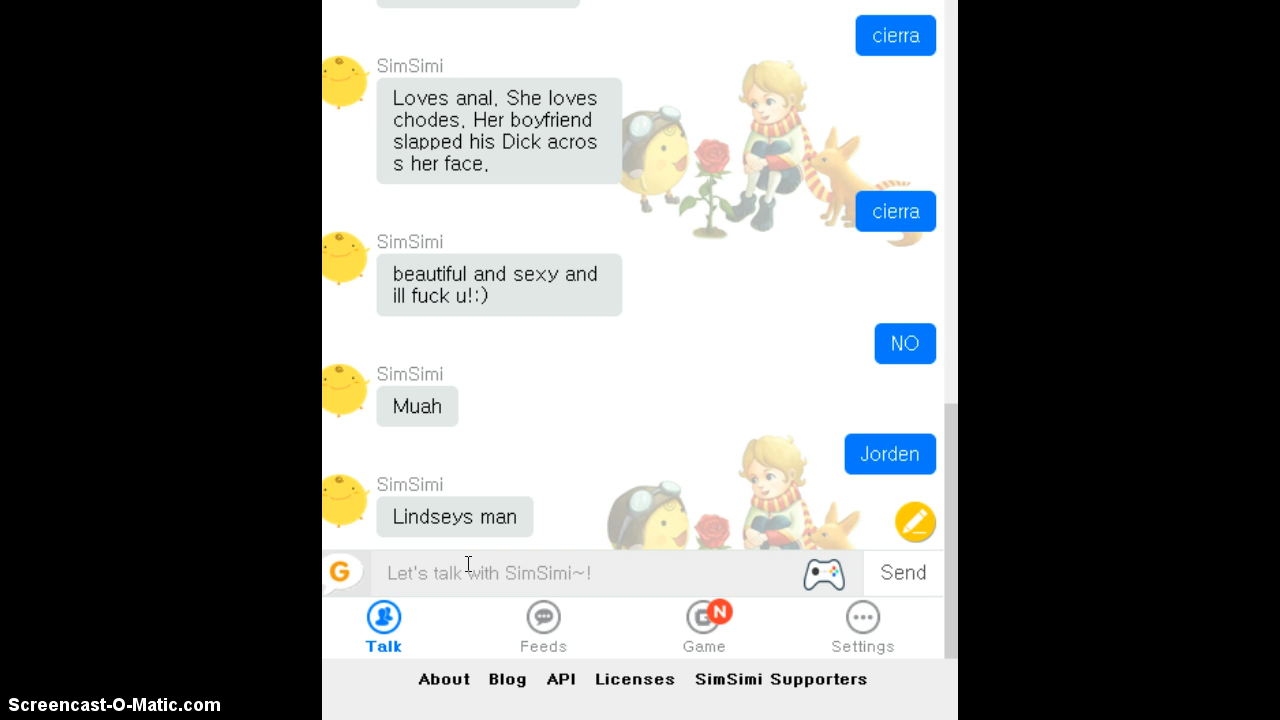 cierra
SimSimi
Loves anal. She loves
chodes. Her boyfriend
slapped his Dick acros
s her face.
cierra
SimSimi
beautiful and sexy and
ill fuck u!:)
NO
SimSimi
Muah
Jorden
SimSimi
Lindseys man
G
Let's talk with SimSimi~!
Send
N
Talk
Feeds
Game
Settings
About Blog API Licenses SimSimi Supporters
Screencast-O-Matic.com